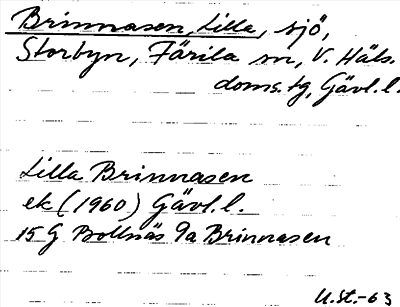 Brinnasen, Lilla, sjö,
Storbyn, Färila sn, V. Häls.
doms.tg, Gävl.l.
Lilla Brinnasen
ek (1960) Gävl.l.
15 G Bollnäs 9a Brinnasen
U.St.-63